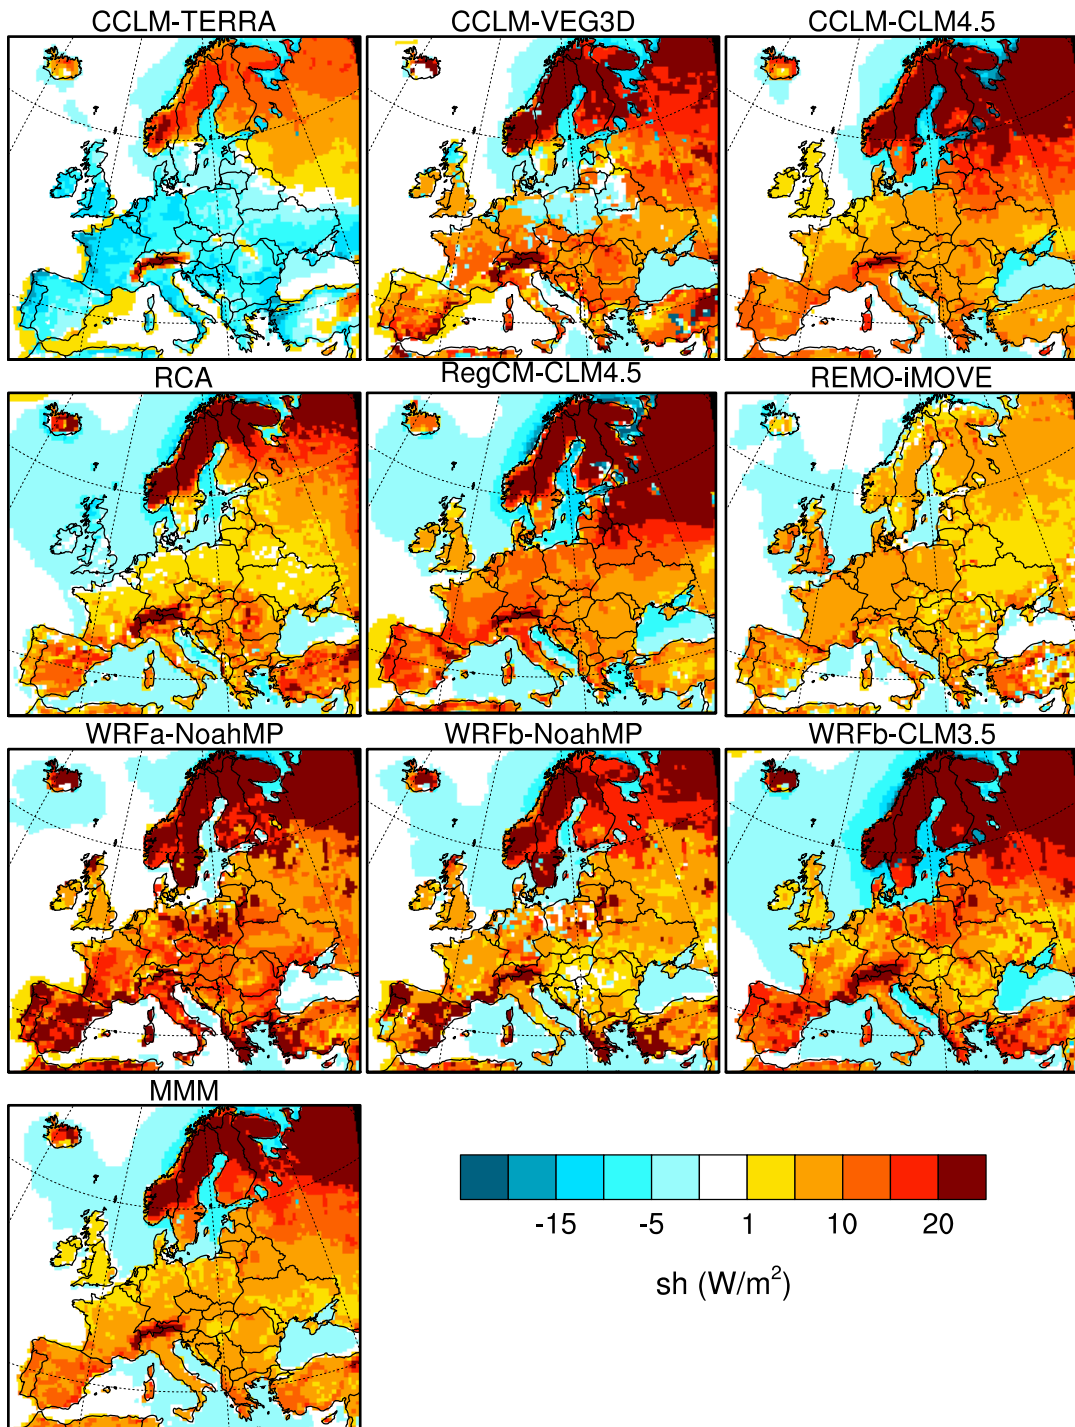 CCLM-TERRA CCLM-VEG3D CCLM-CLM4.5
RCA RegCM-CLM4.5 REMO-iMOVE
WRFa-NoahMP WRFb-NoahMP WRFb-CLM3.5
MMM
-15 -5 1 10 20
sh (W/m²)